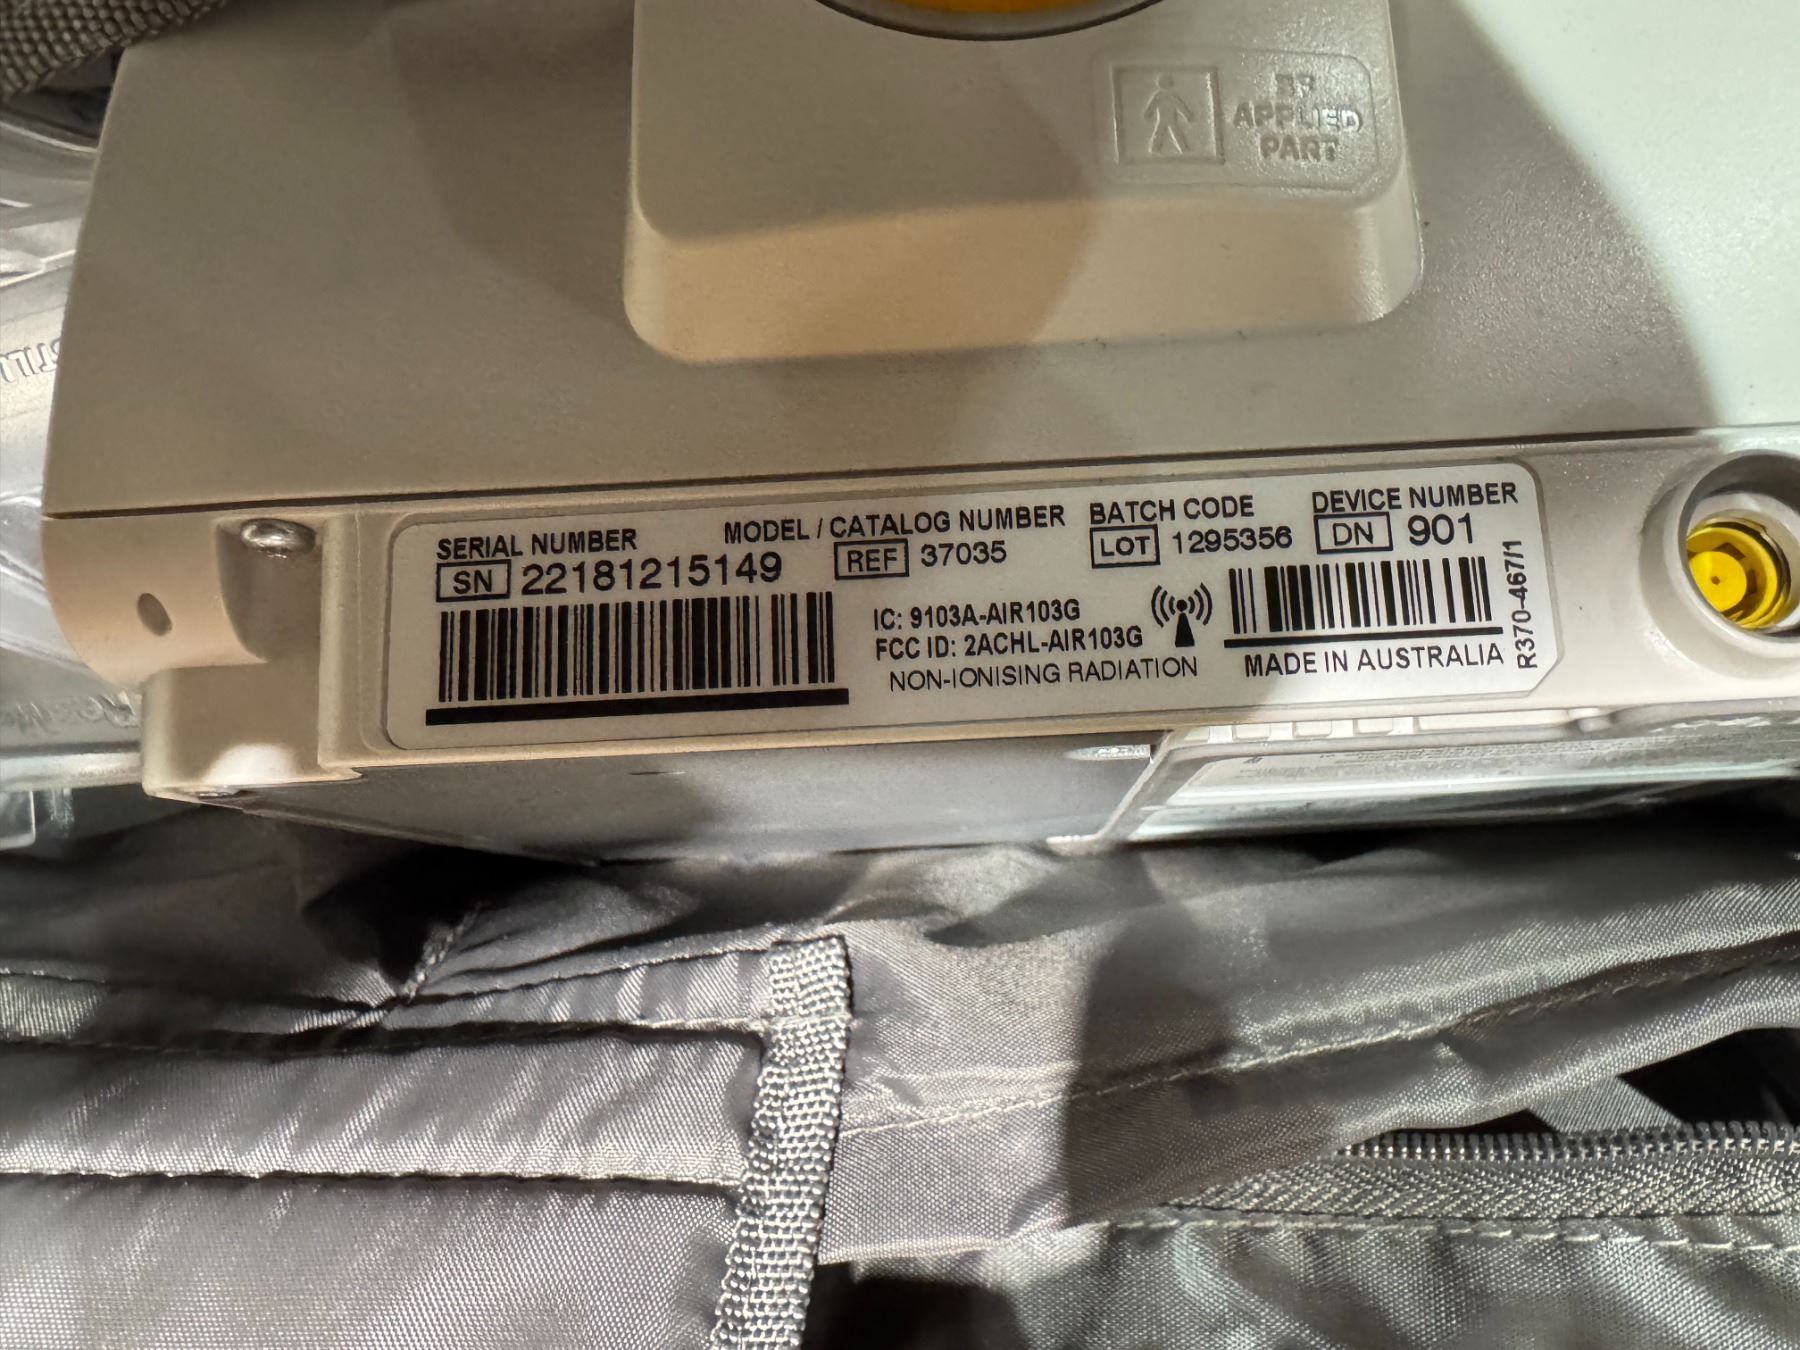 BF
APPLIED
PART
SERIAL NUMBER
SN 22181215149
MODEL / CATALOG NUMBER
REF 37035
BATCH CODE
LOT 1295356
DEVICE NUMBER
DN 901
IC: 9103A-AIR103G
FCC ID: 2ACHL-AIR103G
NON-IONISING RADIATION
MADE IN AUSTRALIA
R370-467/1